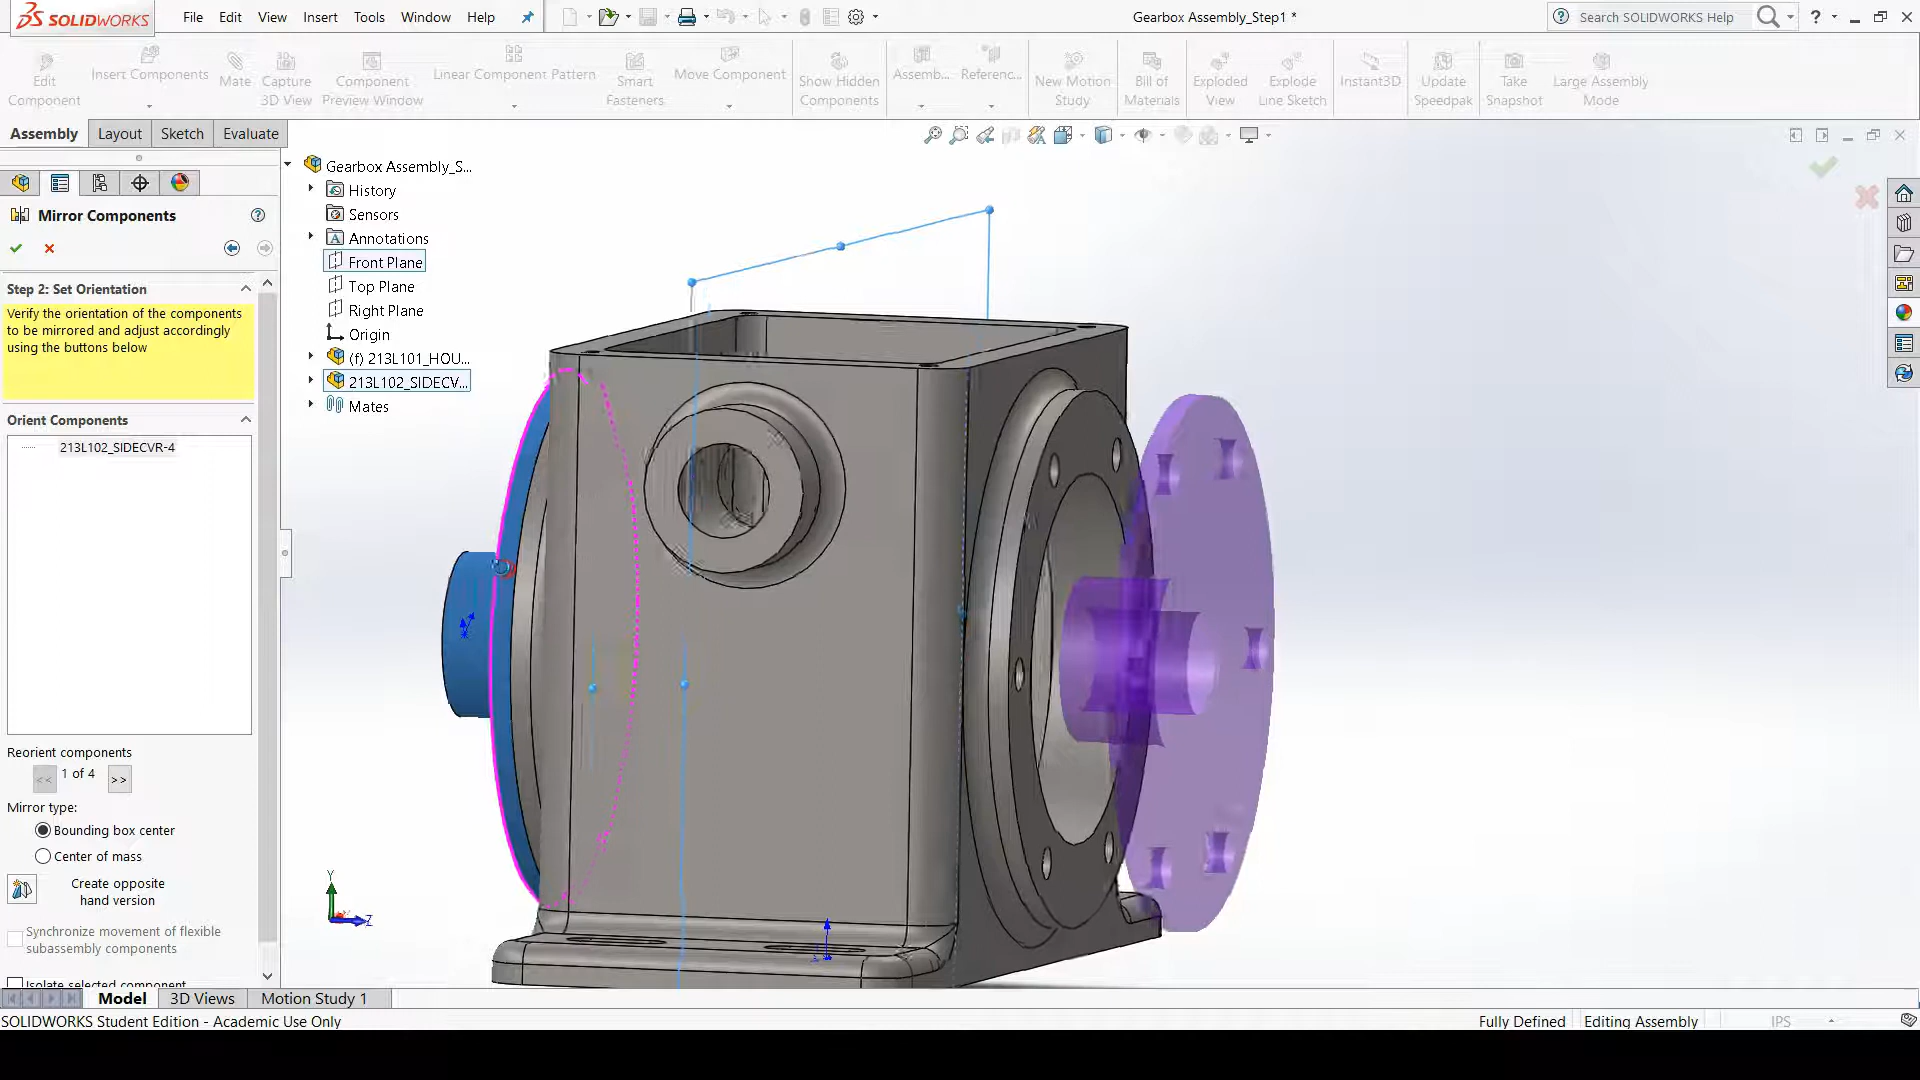 SOLIDWORKS
File Edit View Insert Tools Window Help
Gearbox Assembly_Step1 *
Search SOLIDWORKS Help
Edit Component
Insert Components
Mate
Capture 3D View
Component Preview Window
Linear Component Pattern
Smart Fasteners
Move Component
Show Hidden Components
Assemb...
Referenc...
New Motion Study
Bill of Materials
Exploded View
Explode Line Sketch
Instant3D
Update Speedpak
Take Snapshot
Large Assembly Mode
Assembly Layout Sketch Evaluate
Gearbox Assembly_S...
History
Sensors
Annotations
Front Plane
Top Plane
Right Plane
Origin
(f) 213L101_HOU...
213L102_SIDECV...
Mates
Mirror Components
Step 2: Set Orientation
Verify the orientation of the components
to be mirrored and adjust accordingly
using the buttons below
Orient Components
213L102_SIDECVR-4
Reorient components
<< 1 of 4 >>
Mirror type:
Bounding box center
Center of mass
Create opposite
hand version
Synchronize movement of flexible
subassembly components
Isolate selected component
Y
Z
Model 3D Views Motion Study 1
SOLIDWORKS Student Edition - Academic Use Only
Fully Defined Editing Assembly IPS